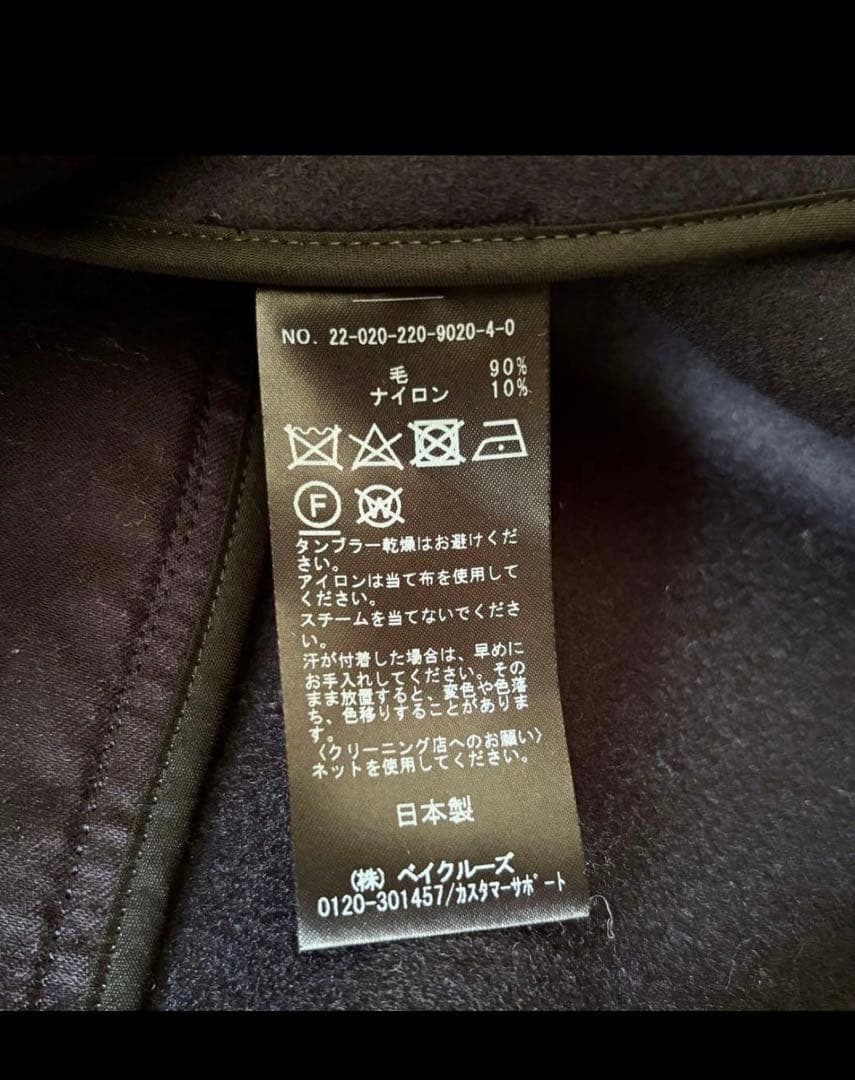 NO. 22-020-220-9020-4-0
毛 90%
ナイロン 10%
F W
タンブラー乾燥はお避けくだ
さい。
アイロンは当て布を使用して
ください。
スチームを当てないでくださ
い。
汗が付着した場合は、早めに
お手入れしてください。その
まま放置すると、変色や色落
ち、色移りすることがありま
す。
〈クリーニング店へのお願い〉
ネットを使用してください。
日本製
(株) ベイクルーズ
0120-301457/カスタマーサポート